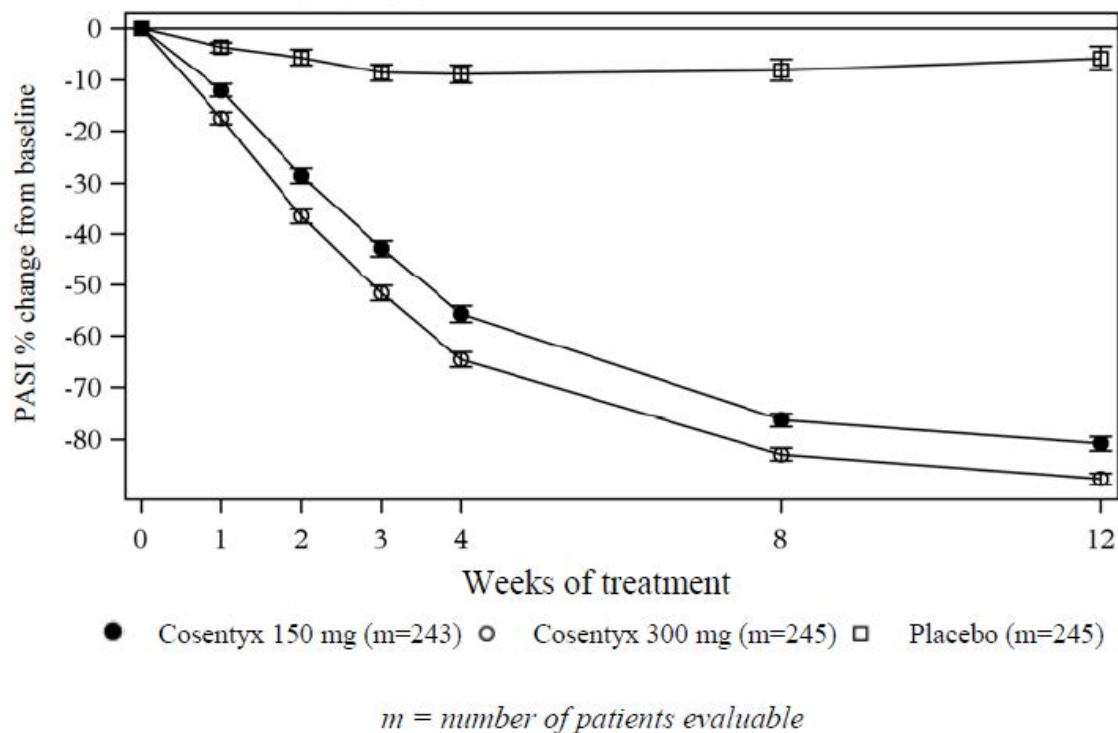 0
-10
-20
-30
-40
-50
-60
-70
-80
PASI % change from baseline
0 1 2 3 4 8 12
Weeks of treatment
Cosentyx 150 mg (m=243) Cosentyx 300 mg (m=245) Placebo (m=245)
m = number of patients evaluable